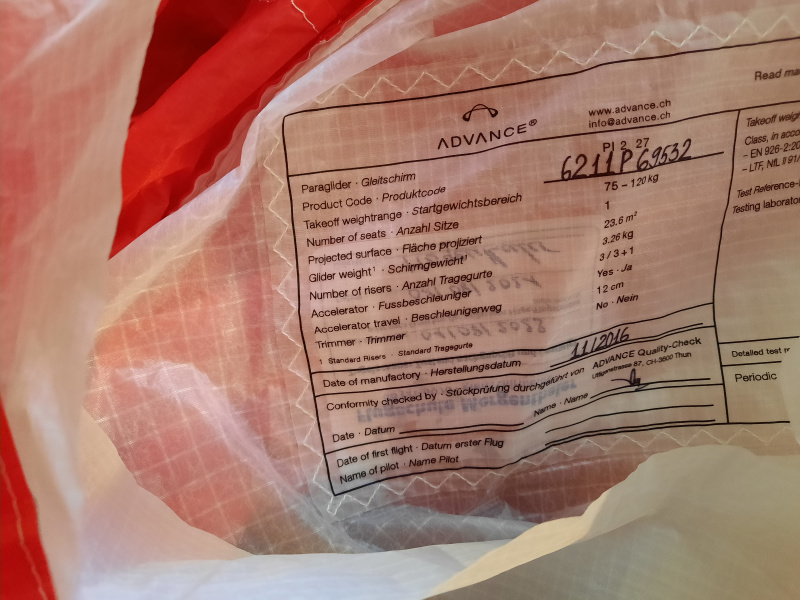 Read
ADVANCE®
www.advance.ch
info@advance.ch
Paraglider · Gleitschirm PI 2 27
Product Code · Produktcode 6211P69532
Takeoff weightrange · Startgewichtsbereich 75 – 120 kg
Number of seats · Anzahl Sitze 1
Projected surface · Fläche projiziert 23.6 m²
Glider weight¹ · Schirmgewicht¹ 3.26 kg
Number of risers · Anzahl Tragegurte 3 / 3 + 1
Accelerator · Fussbeschleuniger Yes · Ja
Accelerator travel · Beschleunigerweg 12 cm
Trimmer · Trimmer No · Nein
1 Standard Risers · Standard Tragegurte
Date of manufactory · Herstellungsdatum 11/2016
Conformity checked by · Stückprüfung durchgeführt von ADVANCE Quality-Check
Uttigenstrasse 87, CH-3600 Thun
Date · Datum Name · Name
Date of first flight · Datum erster Flug
Name of pilot · Name Pilot
Takeoff
Class, in
– EN 926-2:20
– LTF, NfL II 91/
Test
Testing
Detailed test
Periodic